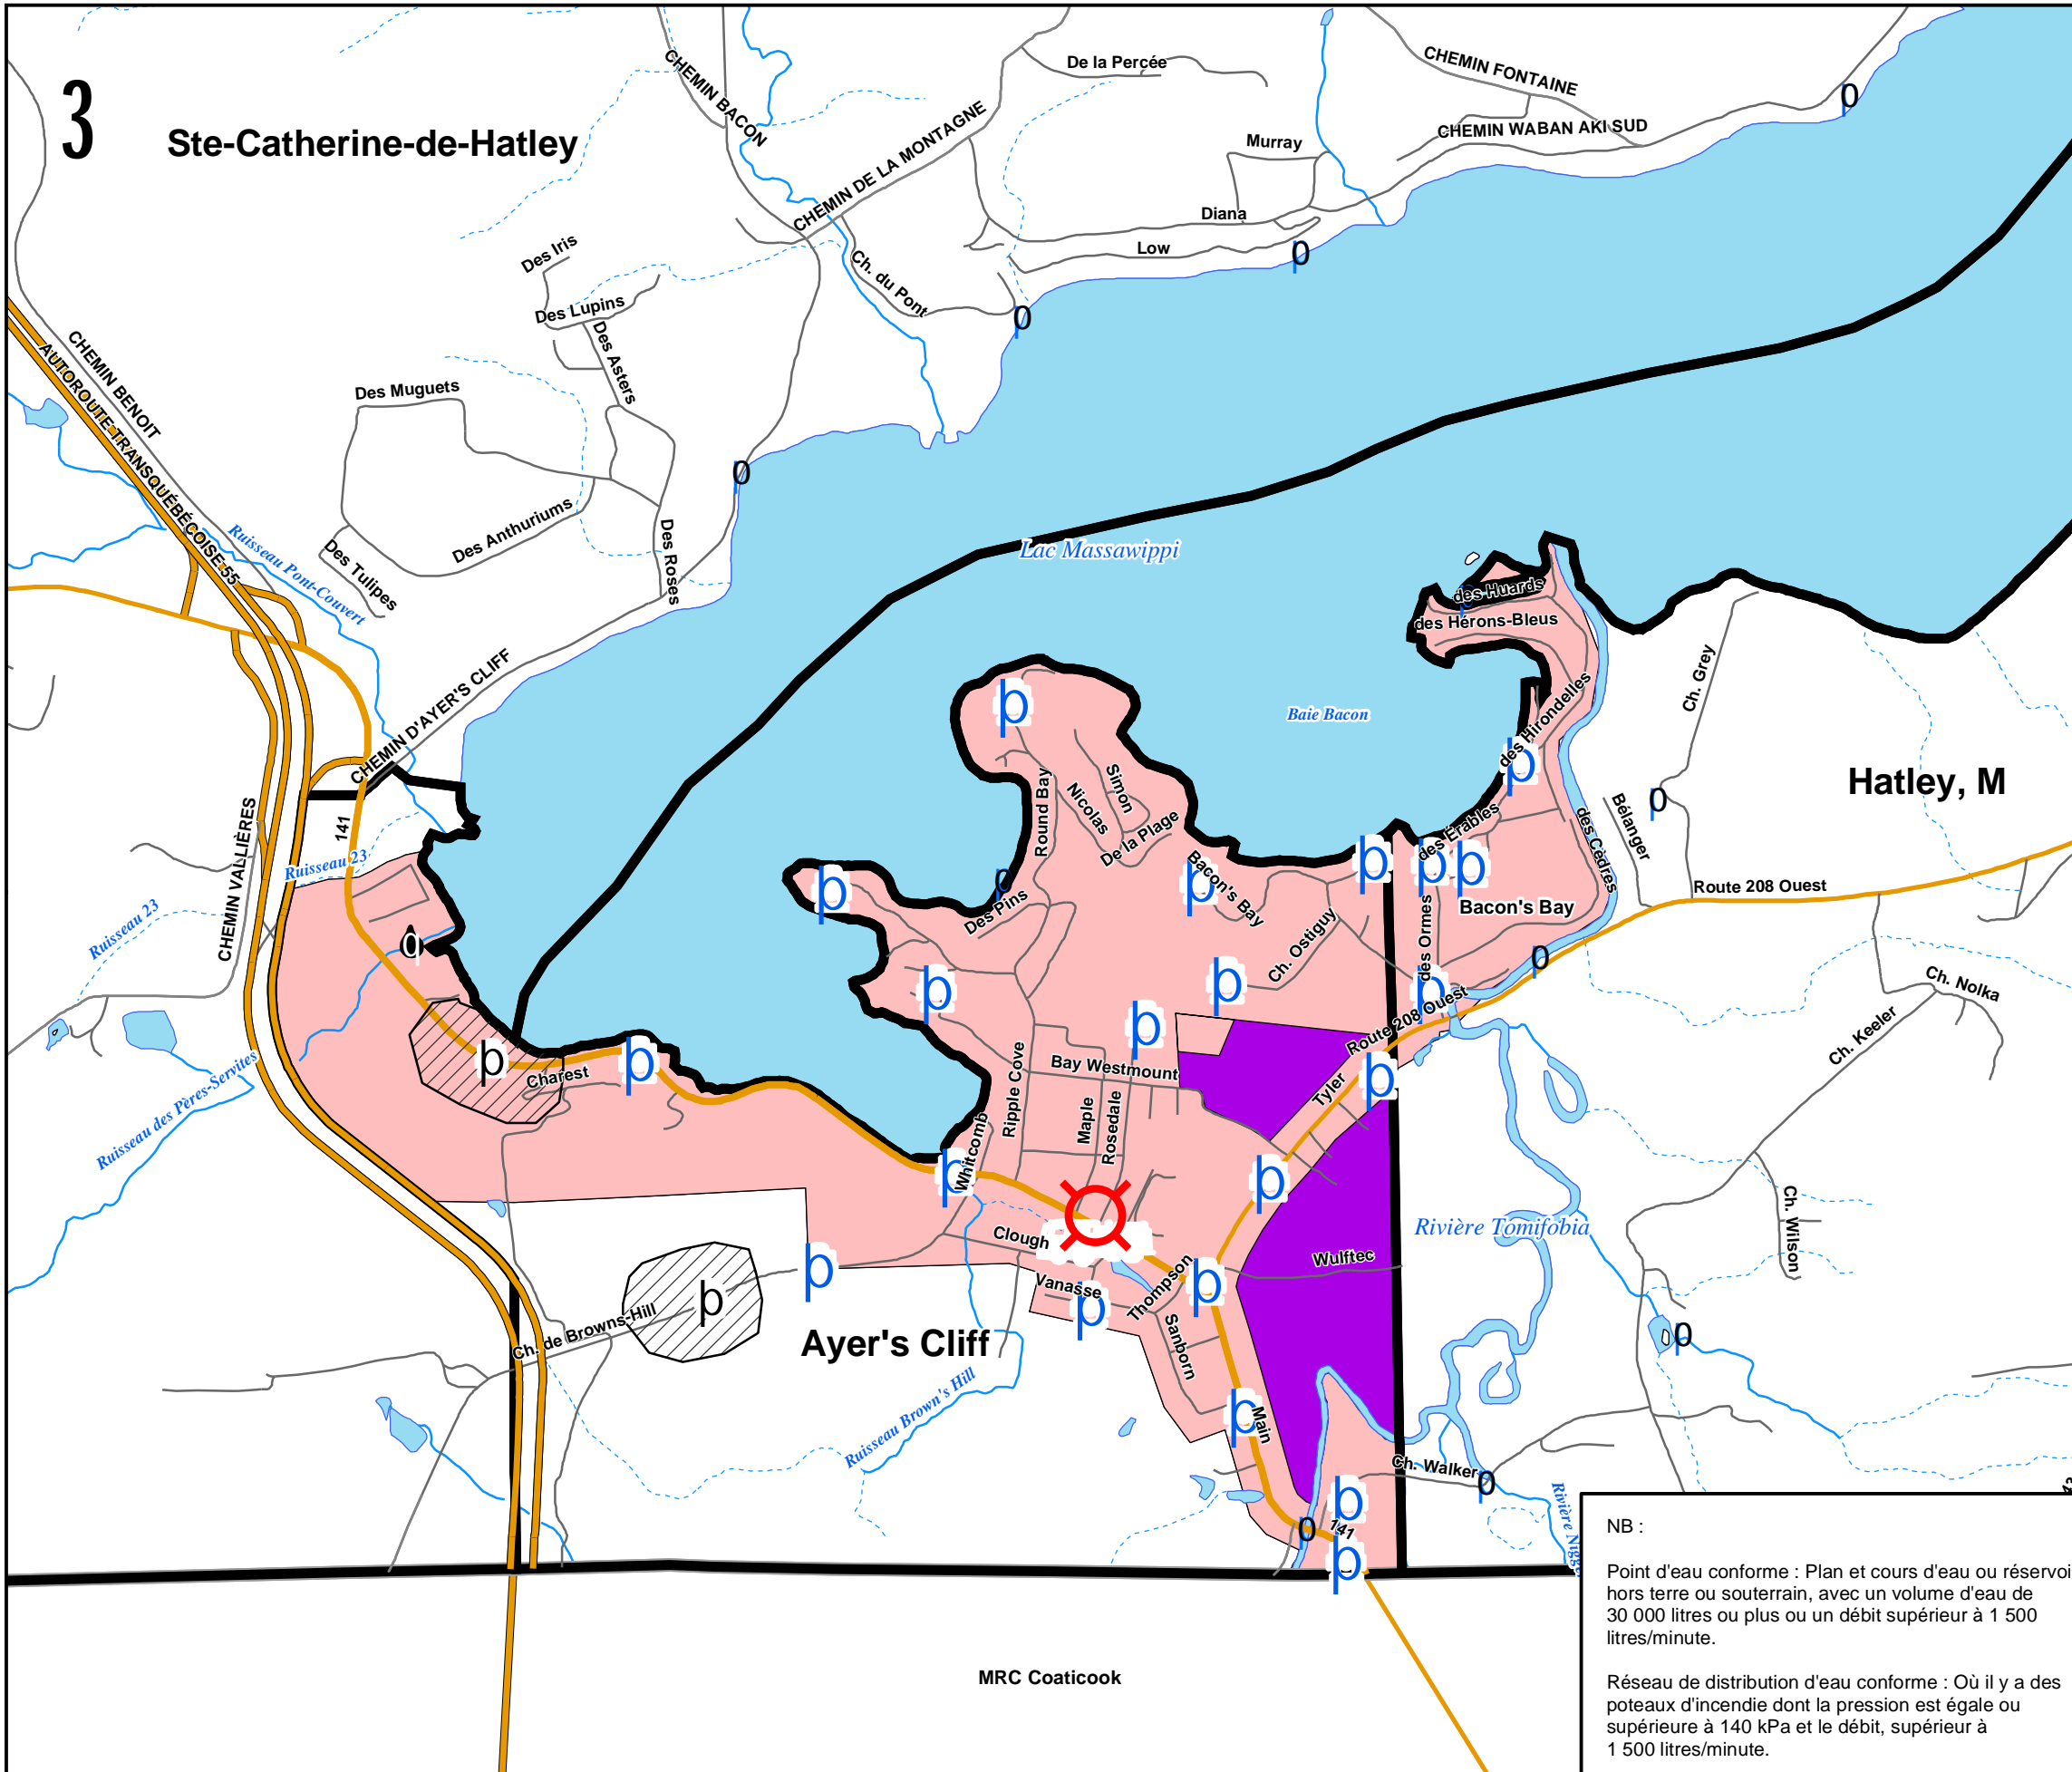 3
Ste-Catherine-de-Hatley
CHEMIN BACON
De la Percée
CHEMIN FONTAINE
CHEMIN WABAN AKI SUD
CHEMIN DE LA MONTAGNE
Murray
Diana
Low
Ch. du Pont
Des Iris
Des Lupins
Des Asters
Des Muguets
Des Anthuriums
Des Tulipes
Des Roses
CHEMIN BENOIT
AUTOROUTE TRANSQUÉBÉCOISE 55
Ruisseau Pont-Couvert
CHEMIN D'AYER'S CLIFF
Lac Massawippi
Baie Bacon
des Huards
des Hérons-Bleus
des Hirondelles
Ch. Grey
Hatley, M
des Érables
des Cèdres
Bélanger
Route 208 Ouest
Bacon's Bay
des Ormes
Round Bay
Nicolas
Simon
De la Plage
Bacon's Bay
Des Pins
Ch. Ostiguy
141
CHEMIN VALLIÈRES
Ruisseau 23
Ruisseau 23
Ruisseau des Pères-Servites
Charest
Ripple Cove
Bay Westmount
Maple
Rosedale
Whitcomb
Route 208 Ouest
Tyler
Ch. Nolka
Ch. Keeler
Ch. Wilson
Rivière Tomifobia
Wulftec
Clough
Vanasse
Thompson
Sanborn
Main
Ch. de Browns-Hill
Ayer's Cliff
Ruisseau Brown's Hill
Ch. Walker
141
MRC Coaticook
NB :
Point d'eau conforme : Plan et cours d'eau ou réservoi
hors terre ou souterrain, avec un volume d'eau de
30 000 litres ou plus ou un débit supérieur à 1 500
litres/minute.
Réseau de distribution d'eau conforme : Où il y a des
poteaux d'incendie dont la pression est égale ou
supérieure à 140 kPa et le débit, supérieur à
1 500 litres/minute.